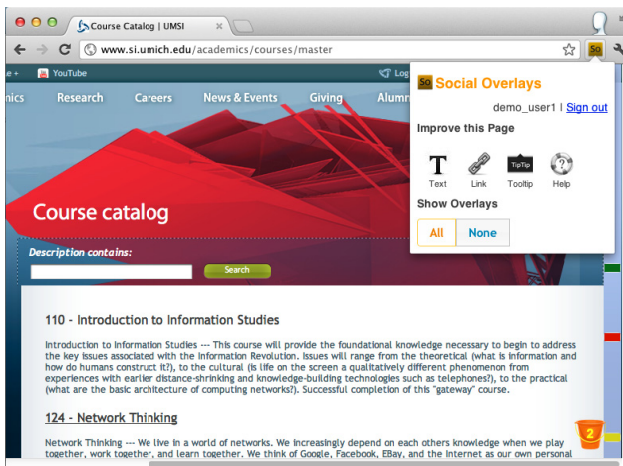 Course Catalog | UMSI
www.si.umich.edu/academics/courses/master
So
e +
YouTube
Log
mics
Research
Careers
News & Events
Giving
Alumn
So Social Overlays
demo_user1 | Sign out
Improve this Page
T
TipTip
Text
Link
Tooltip
Help
Show Overlays
All
None
Course catalog
Description contains:
Search
110 - Introduction to Information Studies
Introduction to Information Studies --- This course will provide the foundational knowledge necessary to begin to address
the key issues associated with the Information Revolution. Issues will range from the theoretical (what is information and
how do humans construct it?), to the cultural (is life on the screen a qualitatively different phenomenon from
experiences with earlier distance-shrinking and knowledge-building technologies such as telephones?), to the practical
(what are the basic architecture of computing networks?). Successful completion of this "gateway" course.
124 - Network Thinking
2
Network Thinking --- We live in a world of networks. We increasingly depend on each others knowledge when we play
together, work together, and learn together. We think of Google, Facebook, EBay, and the Internet as our own personal